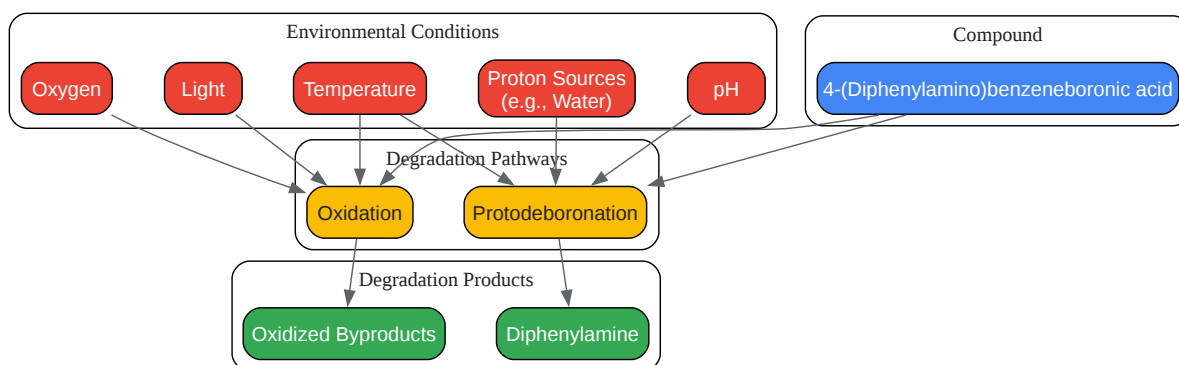 Environmental Conditions
Compound
Oxygen
Light
Temperature
Proton Sources
(e.g., Water)
pH
4-(Diphenylamino)benzeneboronic acid
Degradation Pathways
Oxidation
Protodeboronation
Degradation Products
Oxidized Byproducts
Diphenylamine